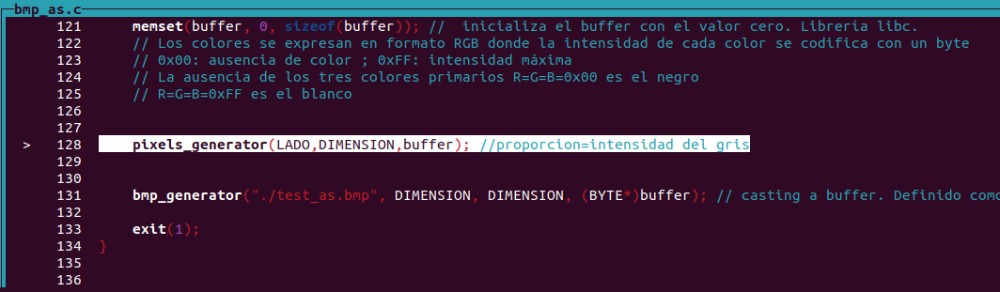 bmp_as.c
121 memset(buffer, 0, sizeof(buffer)); //  inicializa el buffer con el valor cero. Librería libc.
122 // Los colores se expresan en formato RGB donde la intensidad de cada color se codifica con un byte
123 // 0x00: ausencia de color ; 0xFF: intensidad máxima
124 // La ausencia de los tres colores primarios R=G=B=0x00 es el negro
125 // R=G=B=0xFF es el blanco
126
127
> 128 pixels_generator(LADO,DIMENSION,buffer); //proporcion=intensidad del gris
129
130
131 bmp_generator("./test_as.bmp", DIMENSION, DIMENSION, (BYTE*)buffer); // casting a buffer. Definido como
132
133 exit(1);
134 }
135
136